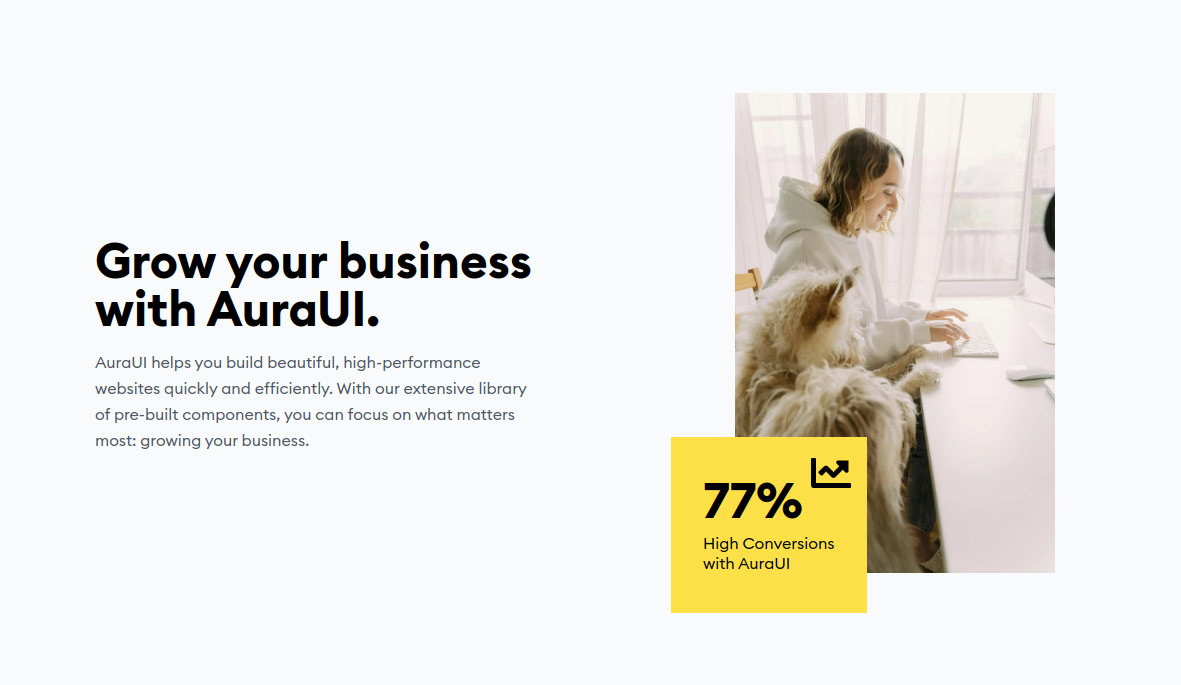 Grow your business
with AuraUI.
AuraUI helps you build beautiful, high-performance
websites quickly and efficiently. With our extensive library
of pre-built components, you can focus on what matters
most: growing your business.
77%
High Conversions
with AuraUI